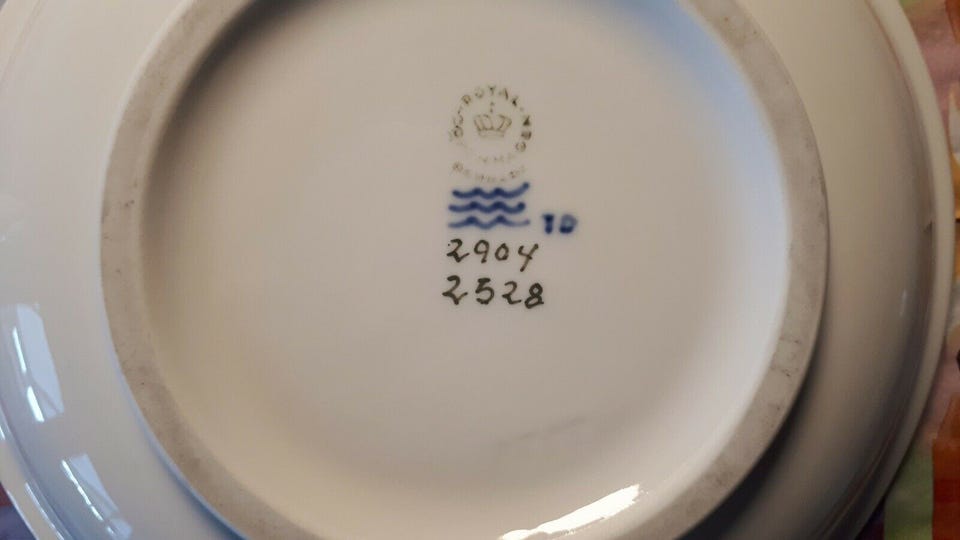 ROYAL
DENMARK
TD
2904
2528